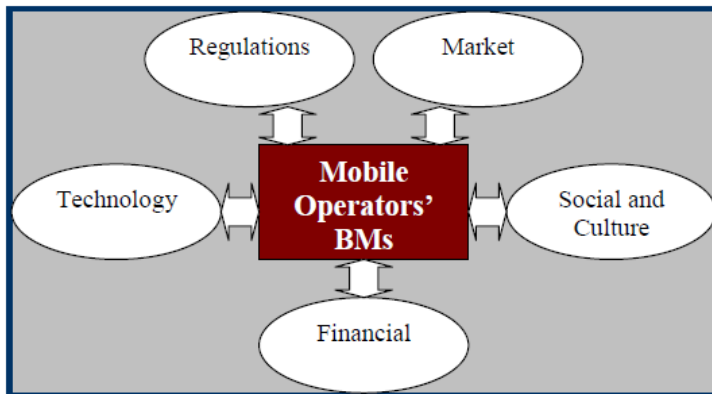 Regulations
Market
Mobile
Operators’
BMs
Technology
Social and
Culture
Financial